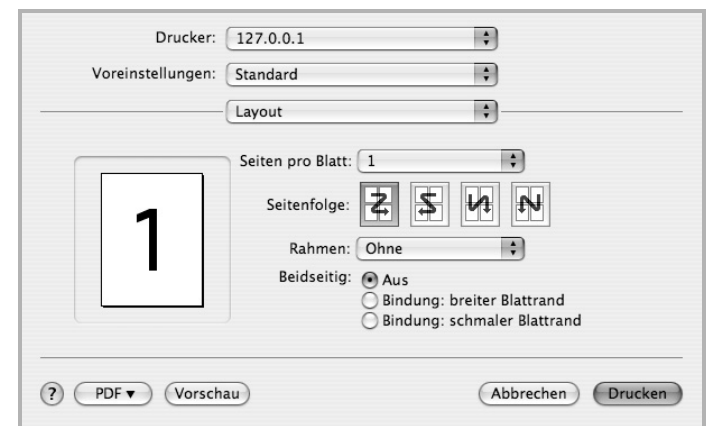 Drucker: 127.0.0.1
Voreinstellungen: Standard
Layout
Seiten pro Blatt: 1
1
Seitenfolge:
Rahmen: Ohne
Beidseitig: Aus
Bindung: breiter Blattrand
Bindung: schmaler Blattrand
? PDF ▼ Vorschau Abbrechen Drucken